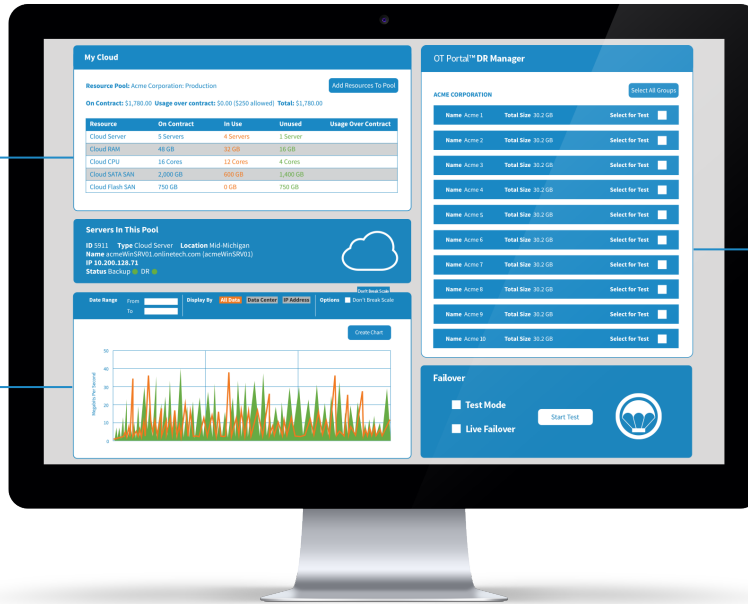 My Cloud
Resource Pool: Acme Corporation: Production
Add Resources To Pool
On Contract: $1,780.00 Usage over contract: $0.00 ($250 allowed) Total: $1,780.00
Resource On Contract In Use Unused Usage Over Contract
Cloud Server 5 Servers 4 Servers 1 Server
Cloud RAM 48 GB 32 GB 16 GB
Cloud CPU 16 Cores 12 Cores 4 Cores
Cloud SATA SAN 2,000 GB 600 GB 1,400 GB
Cloud Flash SAN 750 GB 0 GB 750 GB
Servers In This Pool
ID 5911 Type Cloud Server Location Mid-Michigan
Name acmeWinSRV01.onlinetech.com (acmeWinSRV01)
IP 10.200.128.71
Status Backup DR
Don't Break Scale
Date Range From Display By All Data Data Center IP Address Options Don't Break Scale
To
Create Chart
Megabits Per Second
50
40
30
20
10
0
OT Portal™ DR Manager
ACME CORPORATION
Select All Groups
Name Acme 1 Total Size 30.2 GB Select for Test
Name Acme 2 Total Size 30.2 GB Select for Test
Name Acme 3 Total Size 30.2 GB Select for Test
Name Acme 4 Total Size 30.2 GB Select for Test
Name Acme 5 Total Size 30.2 GB Select for Test
Name Acme 6 Total Size 30.2 GB Select for Test
Name Acme 7 Total Size 30.2 GB Select for Test
Name Acme 8 Total Size 30.2 GB Select for Test
Name Acme 9 Total Size 30.2 GB Select for Test
Name Acme 10 Total Size 30.2 GB Select for Test
Failover
Test Mode
Start Test
Live Failover